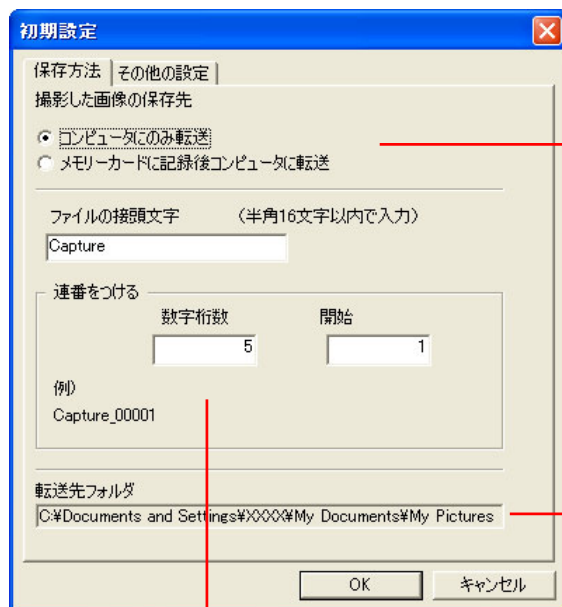 初期設定
保存方法 その他の設定
撮影した画像の保存先
コンピュータにのみ転送
メモリーカードに記録後コンピュータに転送
ファイルの接頭文字 (半角16文字以内で入力)
Capture
連番をつける
数字桁数 開始
5 1
例)
Capture_00001
転送先フォルダ
C:¥Documents and Settings¥XXXX¥My Documents¥My Pictures
OK キャンセル